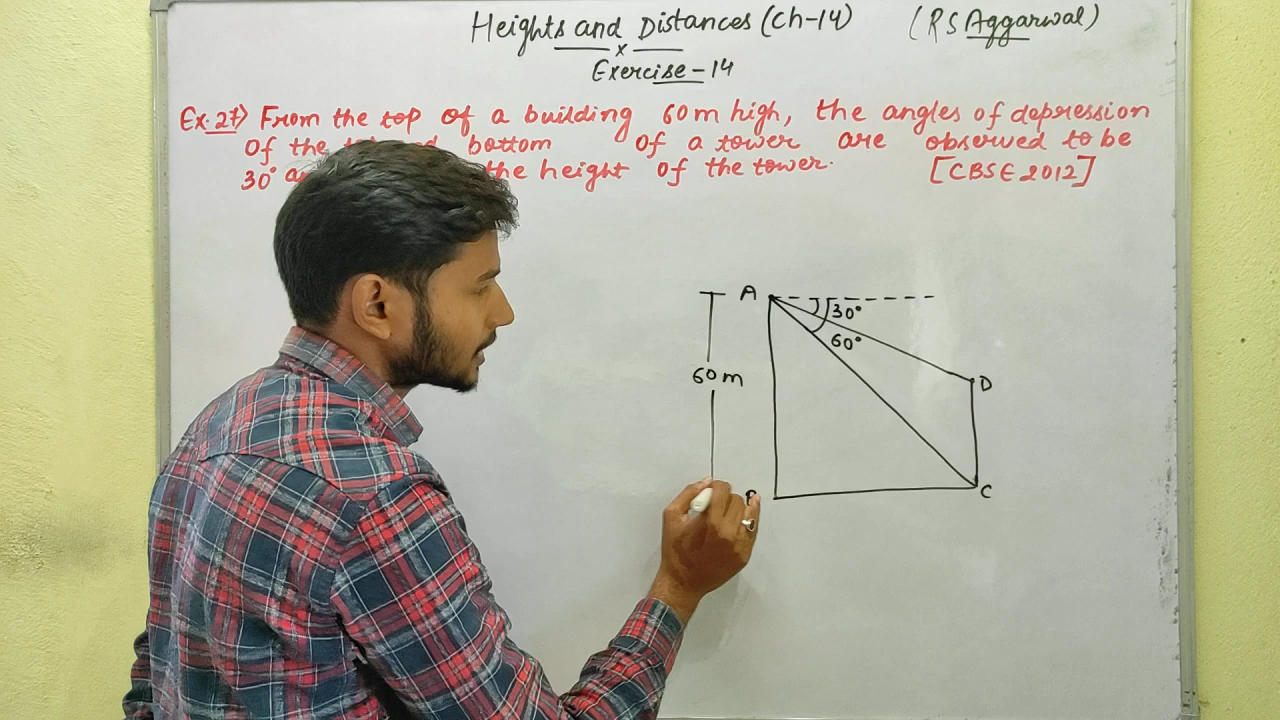 Heights and Distances (Ch-14) (RS Aggarwal)
x
Exercise-14
Ex.27) From the top of a building 60m high, the angles of depression
of the bottom of a tower are observed to be
30° the height of the tower. [CBSE 2012]
A 30°
60°
60m
D
C